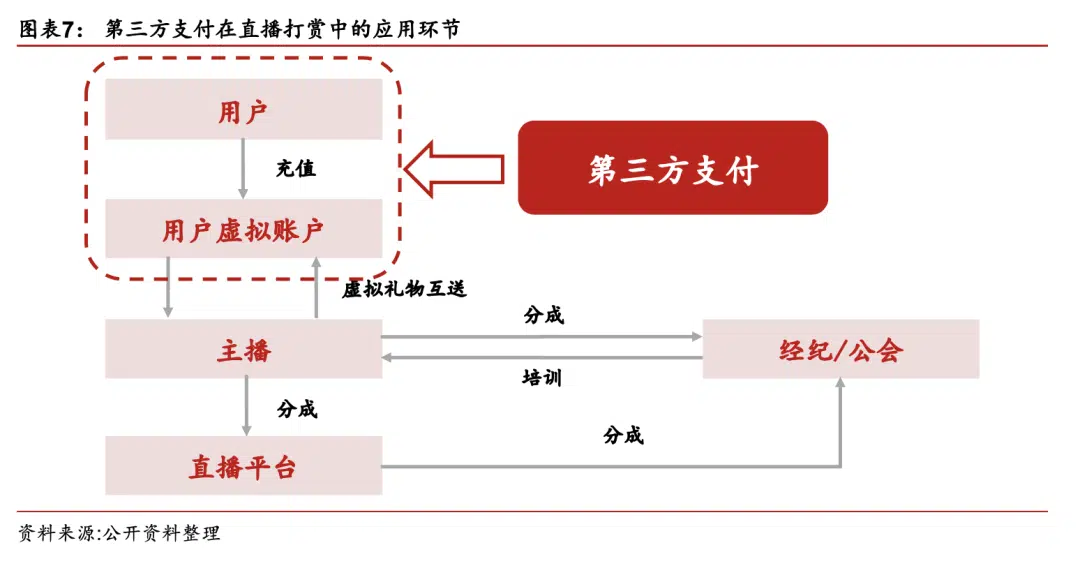 图表7： 第三方支付在直播打赏中的应用环节
用户
充值
第三方支付
用户虚拟账户
虚拟礼物互送
主播
分成
培训
经纪/公会
分成
直播平台
分成
资料来源:公开资料整理